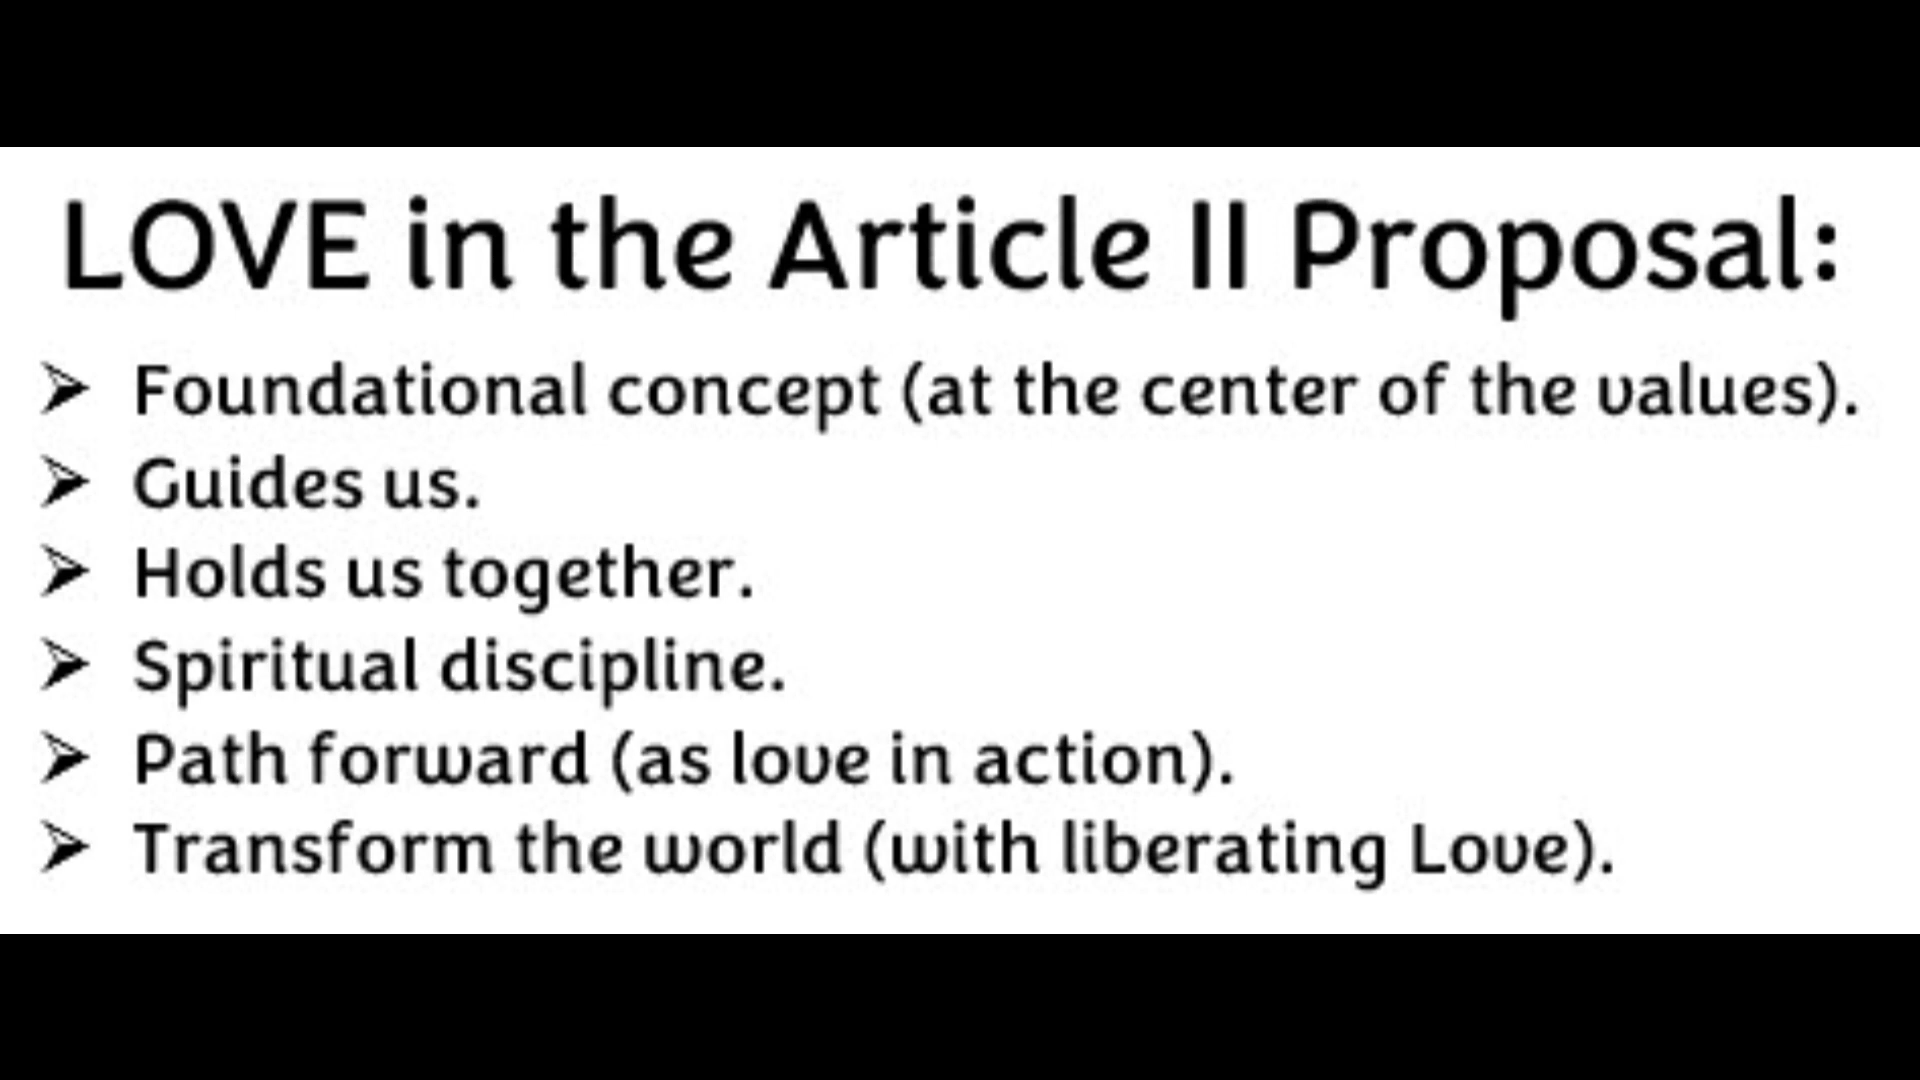 LOVE in the Article II Proposal:
➢ Foundational concept (at the center of the values).
➢ Guides us.
➢ Holds us together.
➢ Spiritual discipline.
➢ Path forward (as love in action).
➢ Transform the world (with liberating Love).